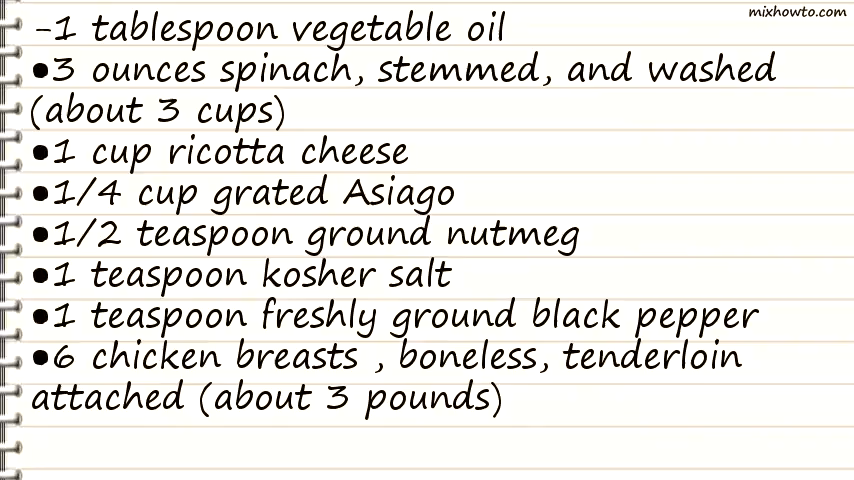 mixhowto.com
-1 tablespoon vegetable oil
•3 ounces spinach, stemmed, and washed
(about 3 cups)
•1 cup ricotta cheese
•1/4 cup grated Asiago
•1/2 teaspoon ground nutmeg
•1 teaspoon kosher salt
•1 teaspoon freshly ground black pepper
•6 chicken breasts , boneless, tenderloin
attached (about 3 pounds)